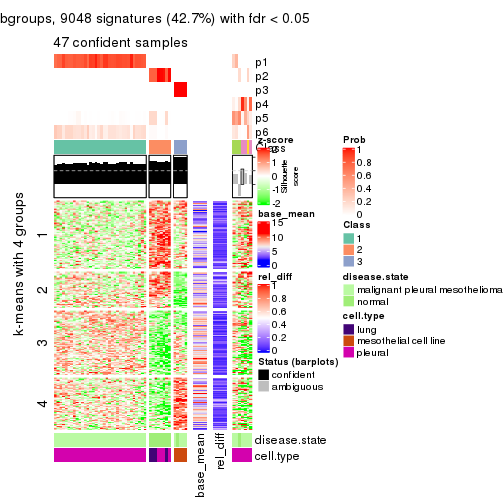 bgroups, 9048 signatures (42.7%) with fdr < 0.05
47 confident samples
p1
p2
p3
p4
p5
p6
Class
z-score
2
1
0
-1
-2
Silhouette
score
base_mean
15
10
5
0
rel_diff
1
0.8
0.6
0.4
0.2
0
Status (barplots)
confident
ambiguous
Prob
1
0.8
0.6
0.4
0.2
0
Class
1
2
3
disease.state
malignant pleural mesothelioma
normal
cell.type
lung
mesothelial cell line
pleural
k-means with 4 groups
1
2
3
4
disease.state
cell.type
base_mean
rel_diff